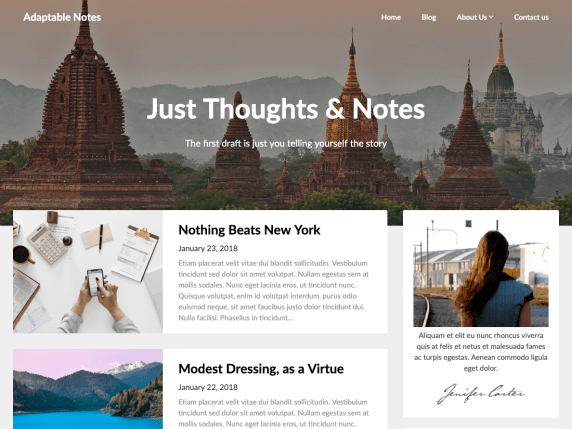 Adaptable Notes
Home Blog About Us Contact us
Just Thoughts & Notes
The first draft is just you telling yourself the story
Nothing Beats New York
January 23, 2018
Etiam placerat velit vitae dui blandit sollicitudin. Vestibulum
tincidunt sed dolor sit amet volutpat. Nullam egestas sem at
mollis sodales. Nunc eget lacinia eros, ut tincidunt nunc.
Quisque volutpat, enim id volutpat interdum, purus odio
euismod neque, sit amet faucibus justo dolor tincidunt dui.
Nulla facilisi. Phasellus in tincidunt...
Modest Dressing, as a Virtue
January 22, 2018
Etiam placerat velit vitae dui blandit sollicitudin. Vestibulum
tincidunt sed dolor sit amet volutpat. Nullam egestas sem at
mollis sodales. Nunc eget lacinia eros, ut tincidunt nunc.
Aliquam et elit eu nunc rhoncus viverra
quis at felis et netus et malesuada fames
ac turpis egestas. Aenean commodo ligula
eget dolor.
Jenifer Carter